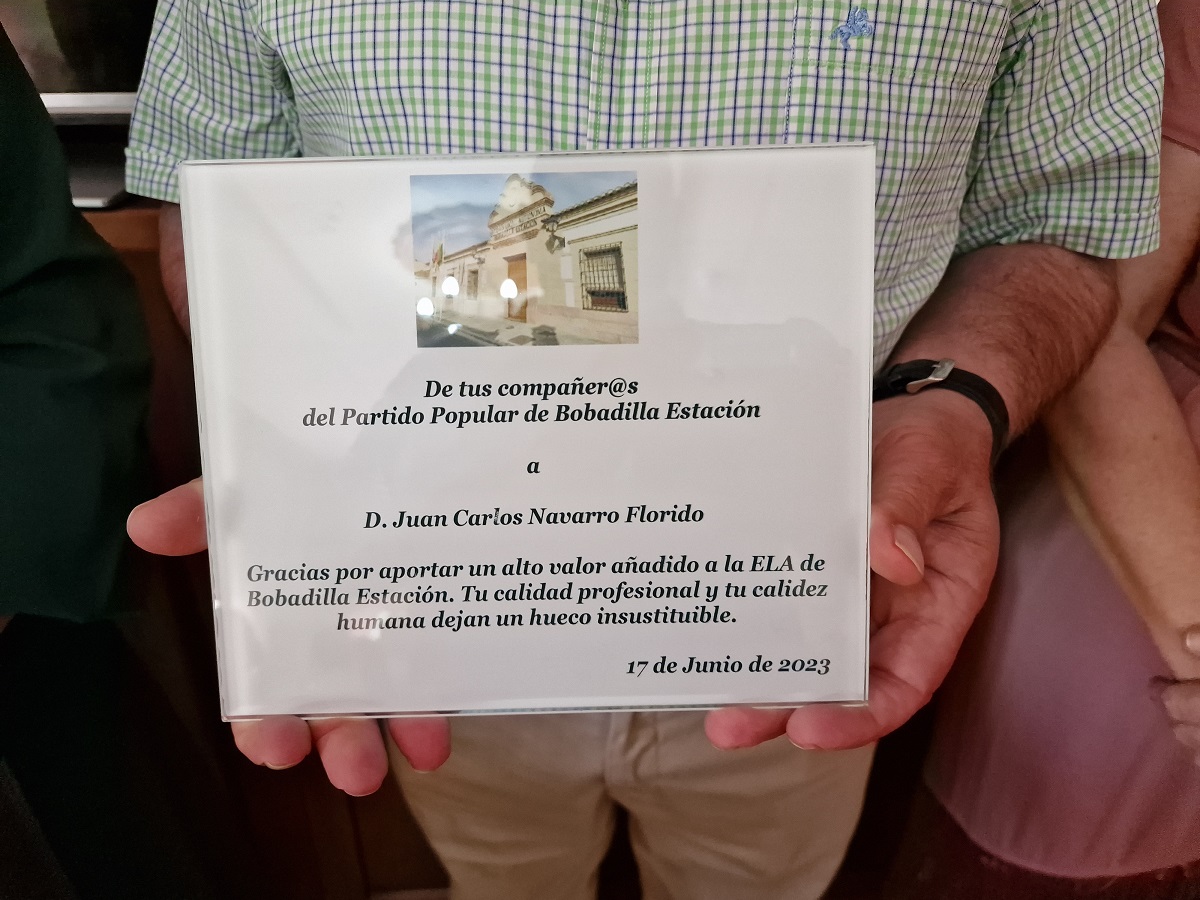 De tus compañer@s
del Partido Popular de Bobadilla Estación
a
D. Juan Carlos Navarro Florido
Gracias por aportar un alto valor añadido a la ELA de
Bobadilla Estación. Tu calidad profesional y tu calidez
humana dejan un hueco insustituible.
17 de Junio de 2023